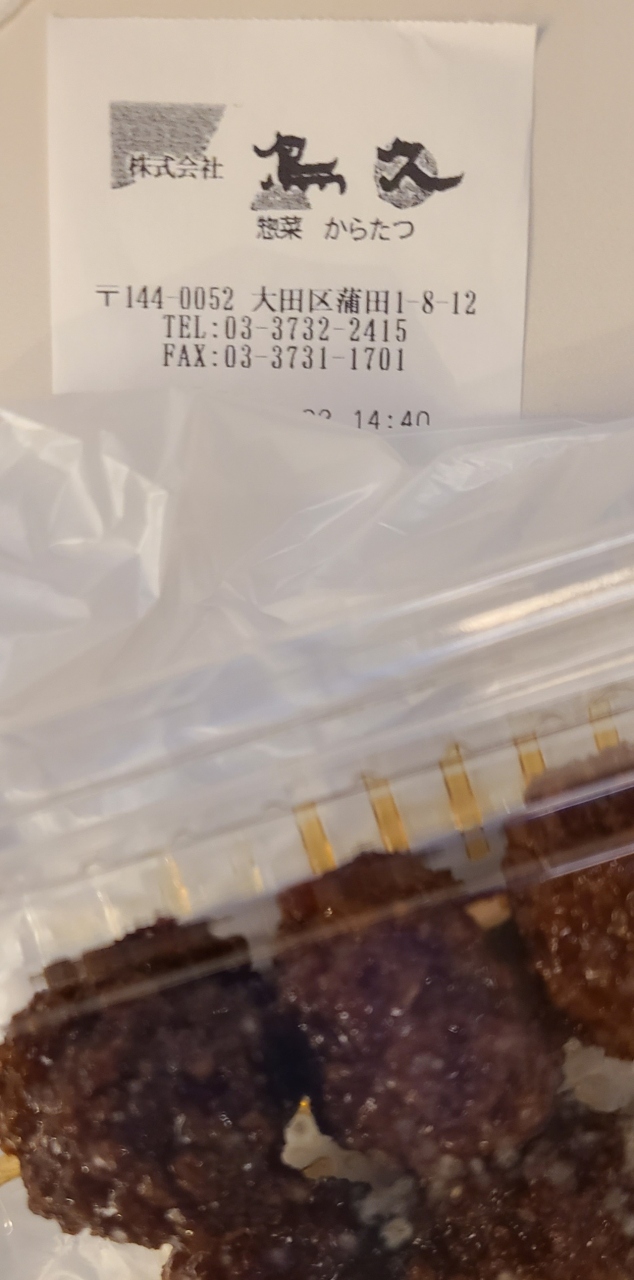 株式会社 鳥久
惣菜 からたつ
〒144-0052 大田区蒲田1-8-12
TEL:03-3732-2415
FAX:03-3731-1701
14:40